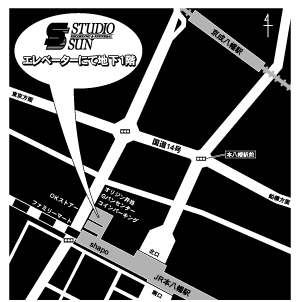 4
STUDIO
SUN
エレベーターにて地下1階
京成八幡駅
東京方面
国道14号
本八幡駅前
船橋方面
オリジン弁当
Gパンセンター
コインパーキング
OKストアー
ファミリーマート
shapo
北口
JR本八幡駅
南口